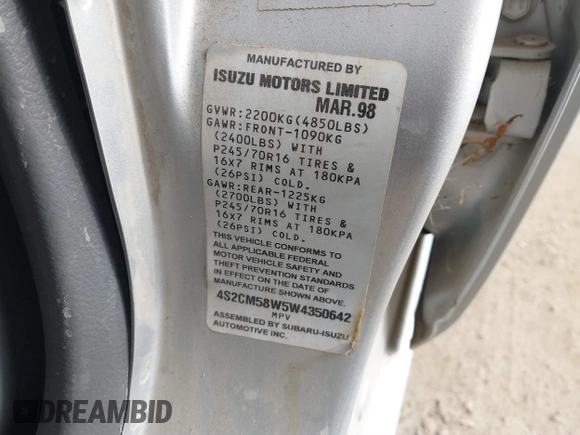 MANUFACTURED BY
ISUZU MOTORS LIMITED
MAR.98
GVWR:2200KG(4850LBS)
GAWR:FRONT-1090KG
(2400LBS) WITH
P245/70R16 TIRES &
16X7 RIMS AT 180KPA
(26PSI) COLD.
GAWR:REAR-1225KG
(2700LBS) WITH
P245/70R16 TIRES &
16X7 RIMS AT 180KPA
(26PSI) COLD.
THIS VEHICLE CONFORMS TO
ALL APPLICABLE FEDERAL
MOTOR VEHICLE SAFETY AND
THEFT PREVENTION STANDARDS
IN EFFECT ON THE DATE OF
MANUFACTURE SHOWN ABOVE.
4S2CM58W5W4350642
MPV
ASSEMBLED BY SUBARU-ISUZU
AUTOMOTIVE INC.
DREAMBID